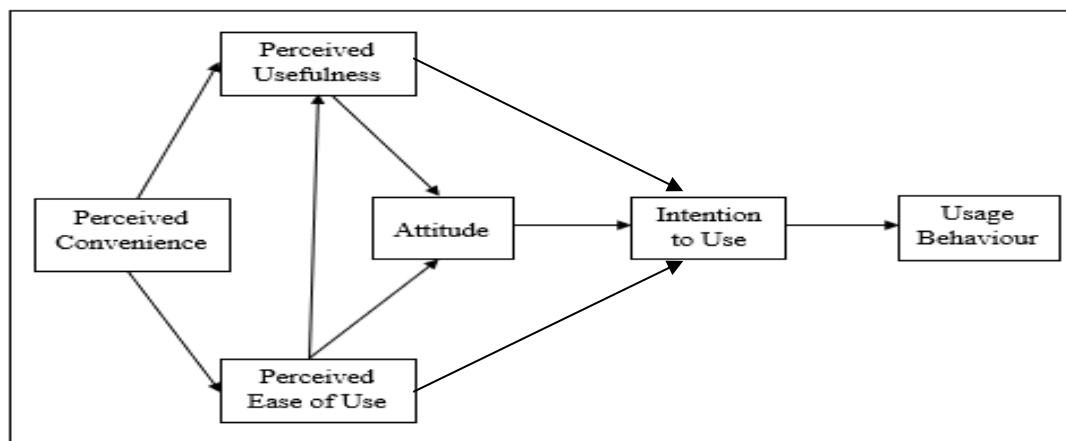 Perceived
Usefulness
Perceived
Convenience
Attitude
Intention
to Use
Usage
Behaviour
Perceived
Ease of Use